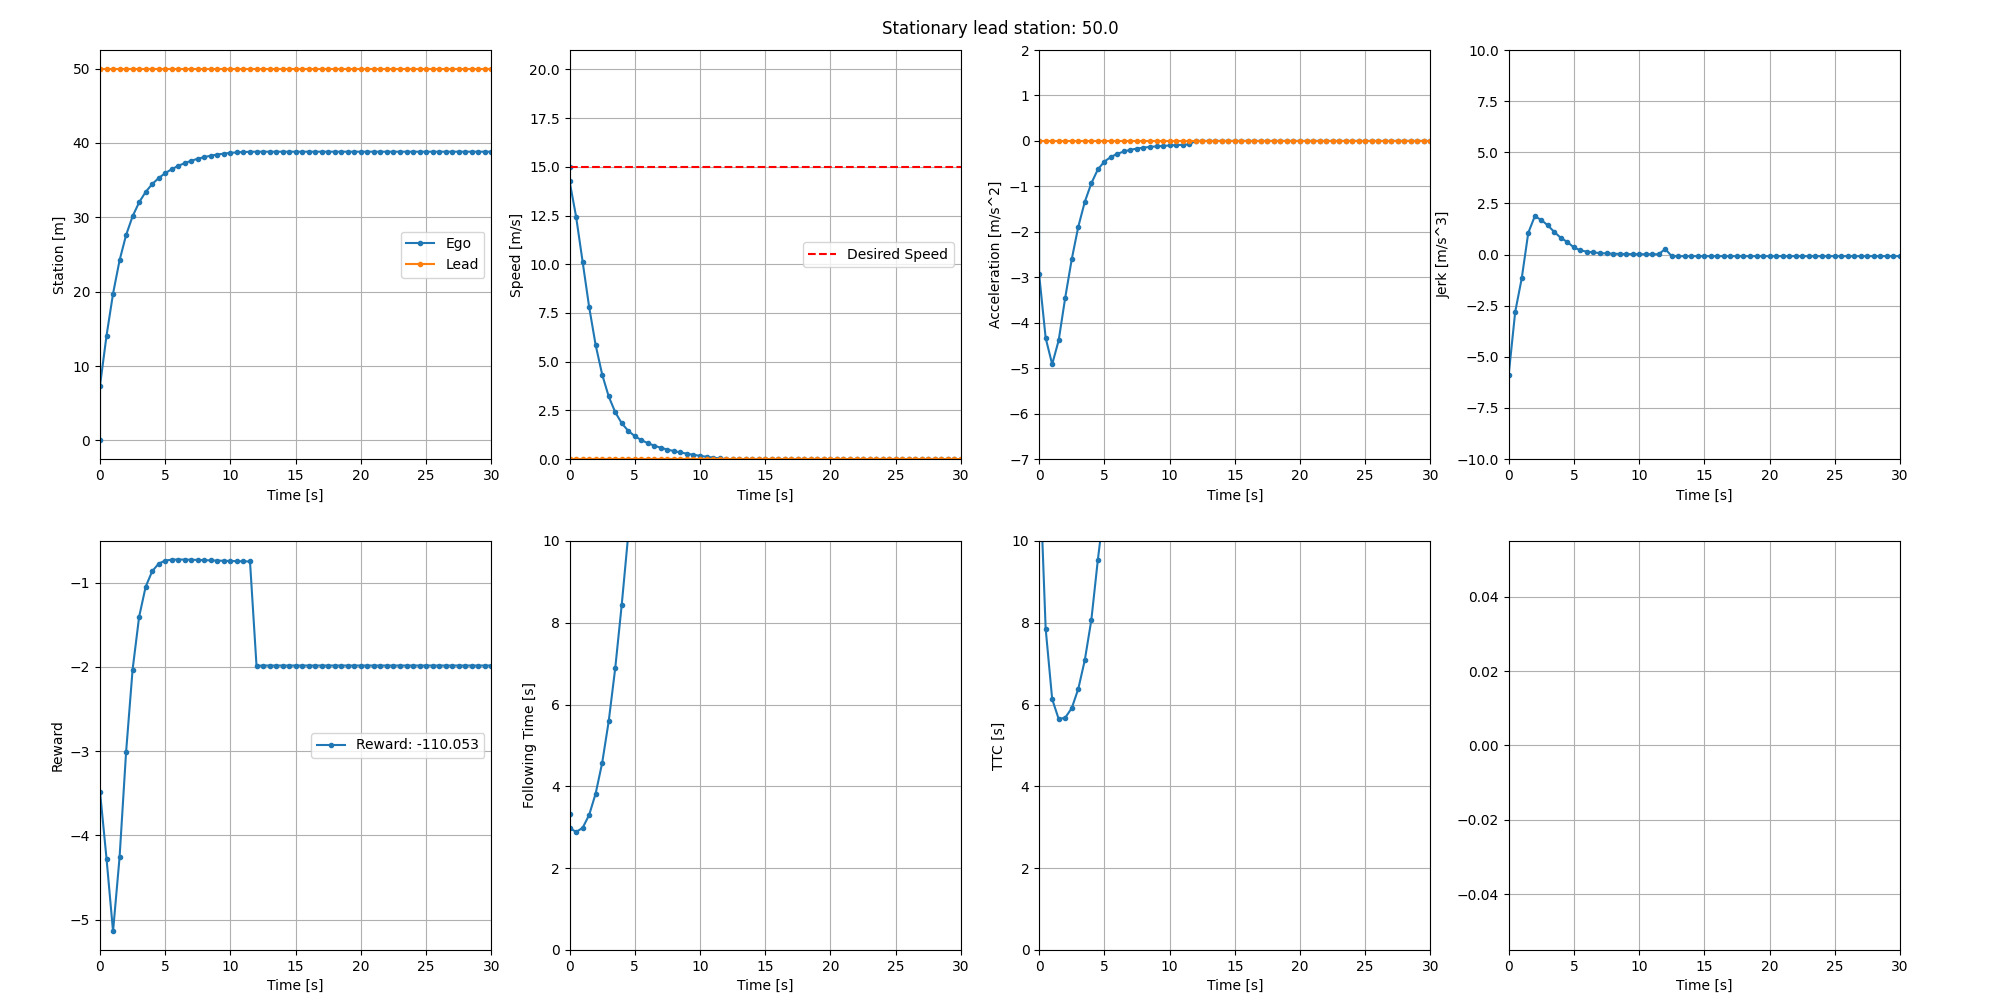 Stationary lead station: 50.0
Station [m]
50
40
30
20
10
0
Ego
Lead
0 5 10 15 20 25 30
Time [s]
Speed [m/s]
20.0
17.5
15.0
12.5
10.0
7.5
5.0
2.5
0.0
Desired Speed
0 5 10 15 20 25 30
Time [s]
Acceleration [m/s^2]
2
1
0
−1
−2
−3
−4
−5
−6
−7
0 5 10 15 20 25 30
Time [s]
Jerk [m/s^3]
10.0
7.5
5.0
2.5
0.0
−2.5
−5.0
−7.5
−10.0
0 5 10 15 20 25 30
Time [s]
Reward
−1
−2
−3
−4
−5
Reward: -110.053
0 5 10 15 20 25 30
Time [s]
Following Time [s]
10
8
6
4
2
0
0 5 10 15 20 25 30
Time [s]
TTC [s]
10
8
6
4
2
0
0 5 10 15 20 25 30
Time [s]
0.04
0.02
0.00
−0.02
−0.04
0 5 10 15 20 25 30
Time [s]